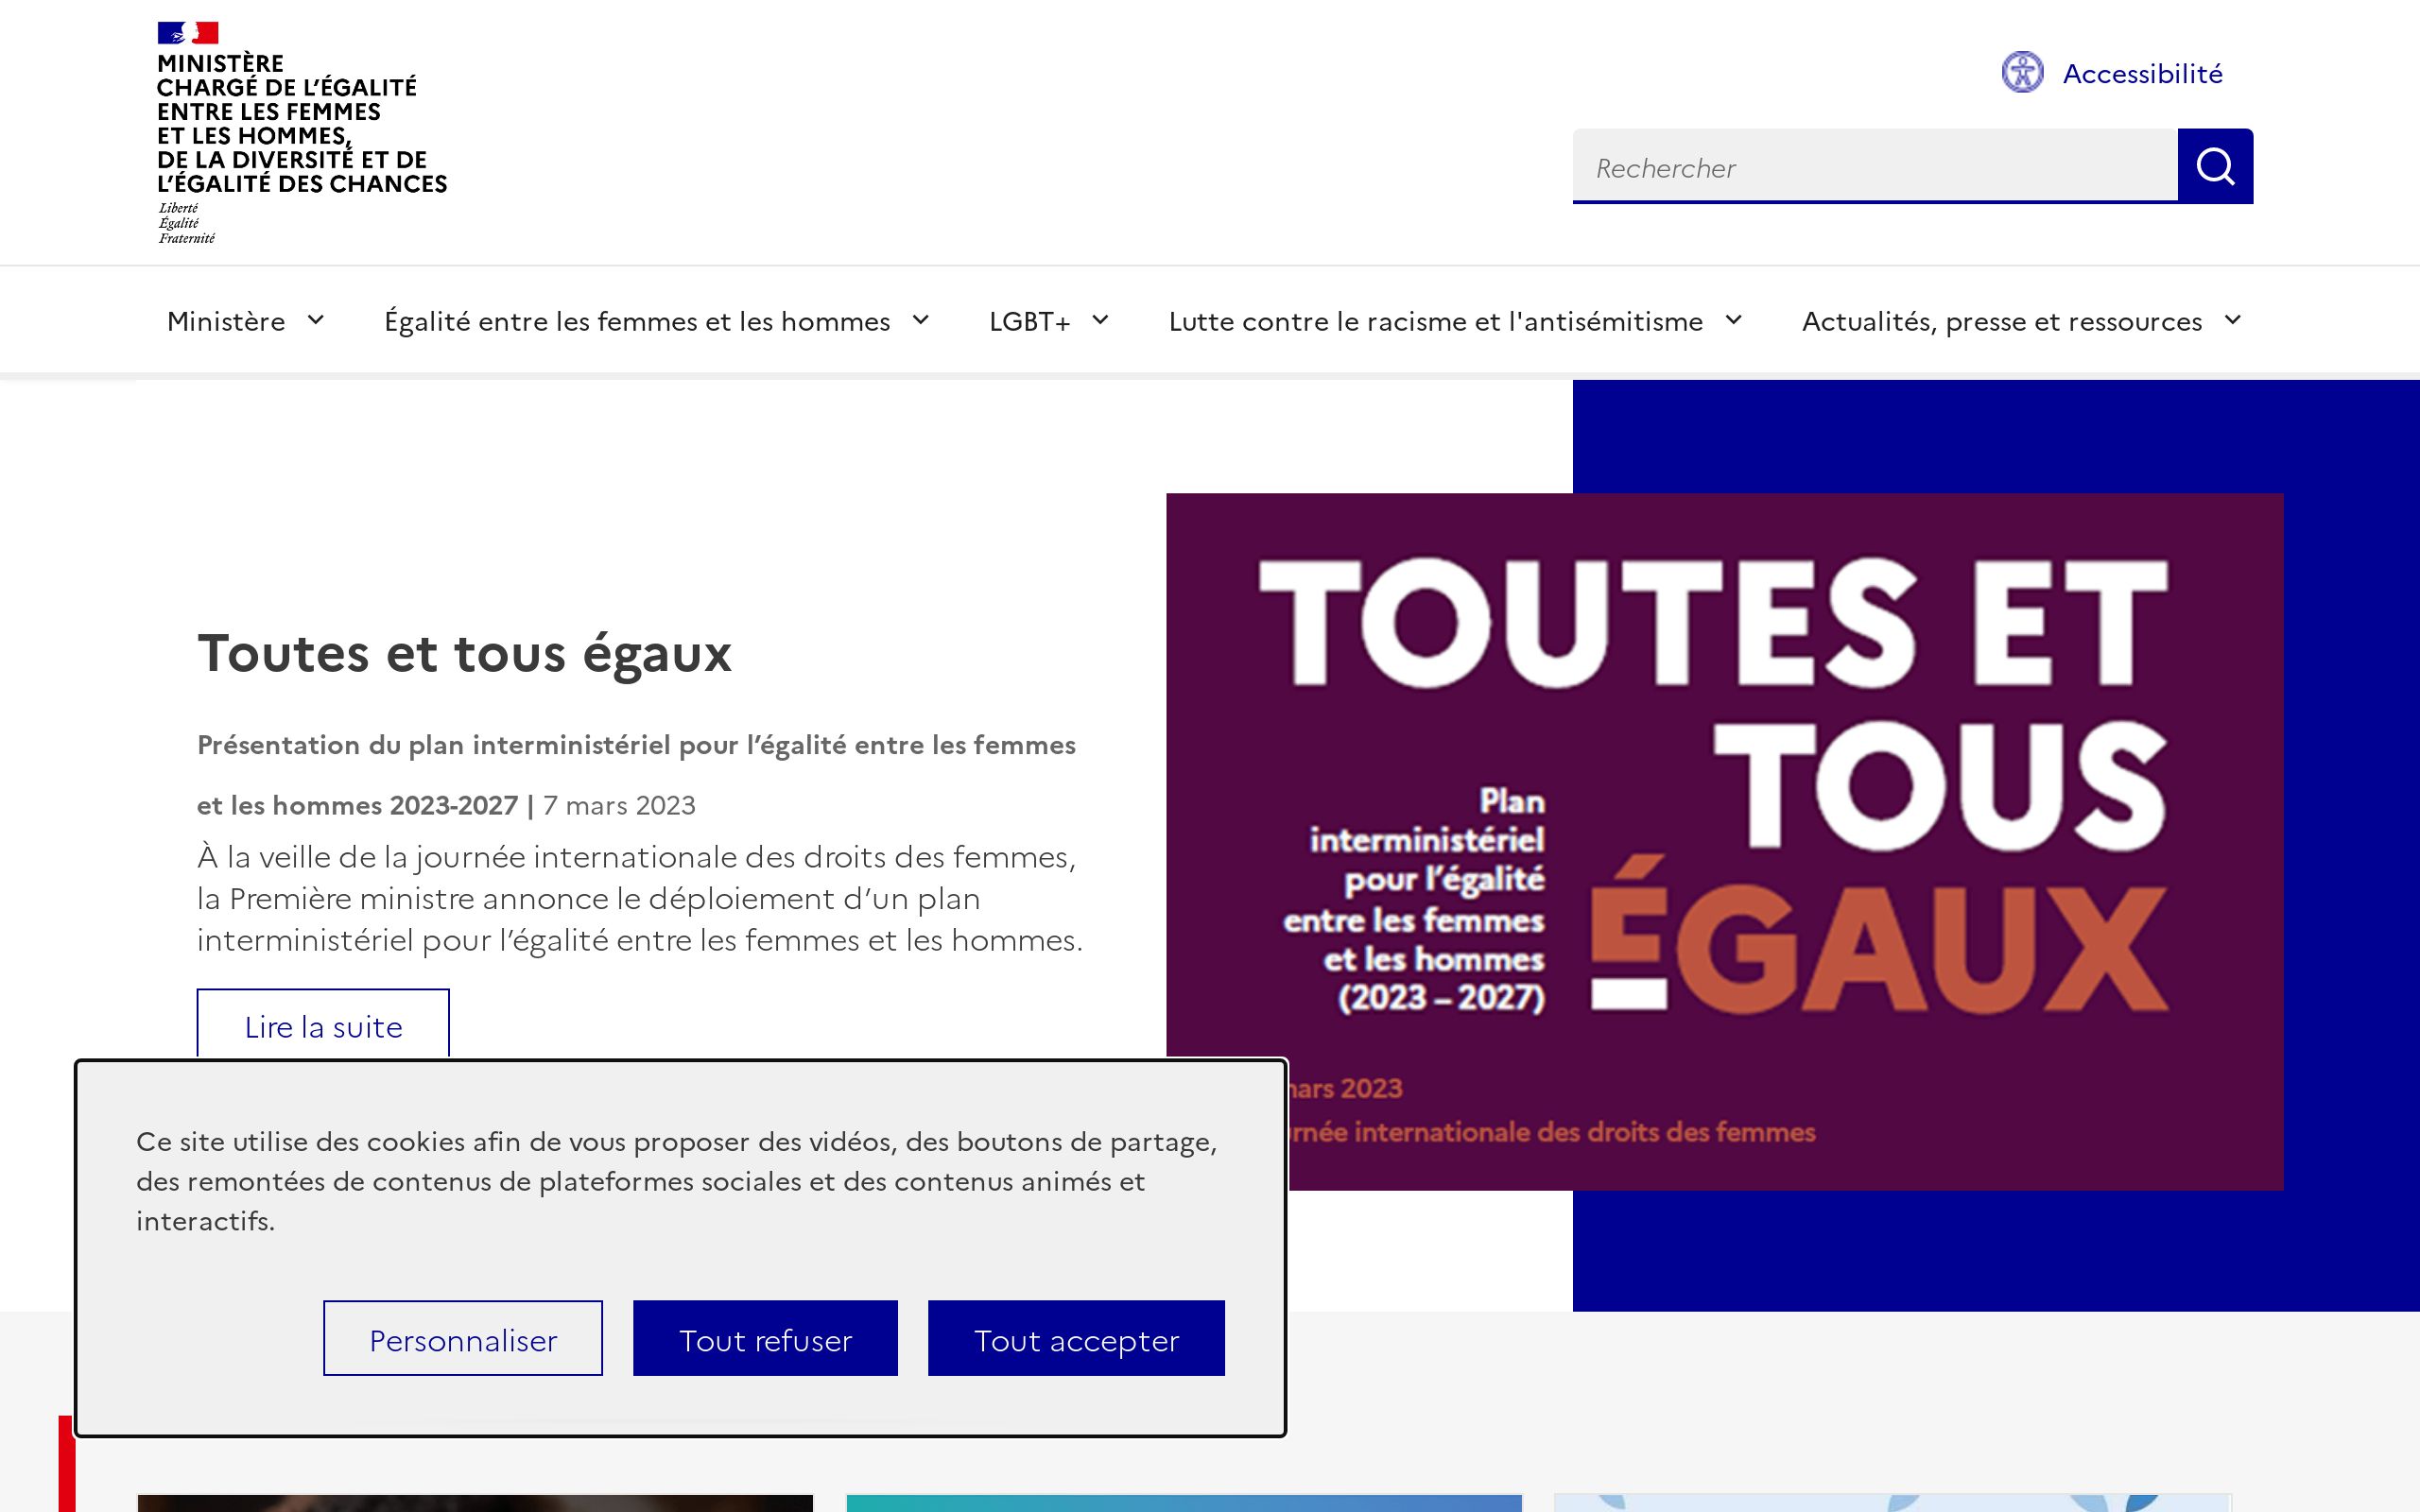 MINISTÈRE
CHARGÉ DE L’ÉGALITÉ
ENTRE LES FEMMES
ET LES HOMMES,
DE LA DIVERSITÉ ET DE
L’ÉGALITÉ DES CHANCES
Liberté
Égalité
Fraternité
Accessibilité
Rechercher
Ministère
Égalité entre les femmes et les hommes
LGBT+
Lutte contre le racisme et l'antisémitisme
Actualités, presse et ressources
Toutes et tous égaux
Présentation du plan interministériel pour l’égalité entre les femmes
et les hommes 2023-2027 | 7 mars 2023
À la veille de la journée internationale des droits des femmes,
la Première ministre annonce le déploiement d’un plan
interministériel pour l’égalité entre les femmes et les hommes.
Lire la suite
TOUTES ET
TOUS
ÉGAUX
Plan
interministériel
pour l’égalité
entre les femmes
et les hommes
(2023 – 2027)
2023
internationale des droits des femmes
Ce site utilise des cookies afin de vous proposer des vidéos, des boutons de partage,
des remontées de contenus de plateformes sociales et des contenus animés et
interactifs.
Personnaliser
Tout refuser
Tout accepter